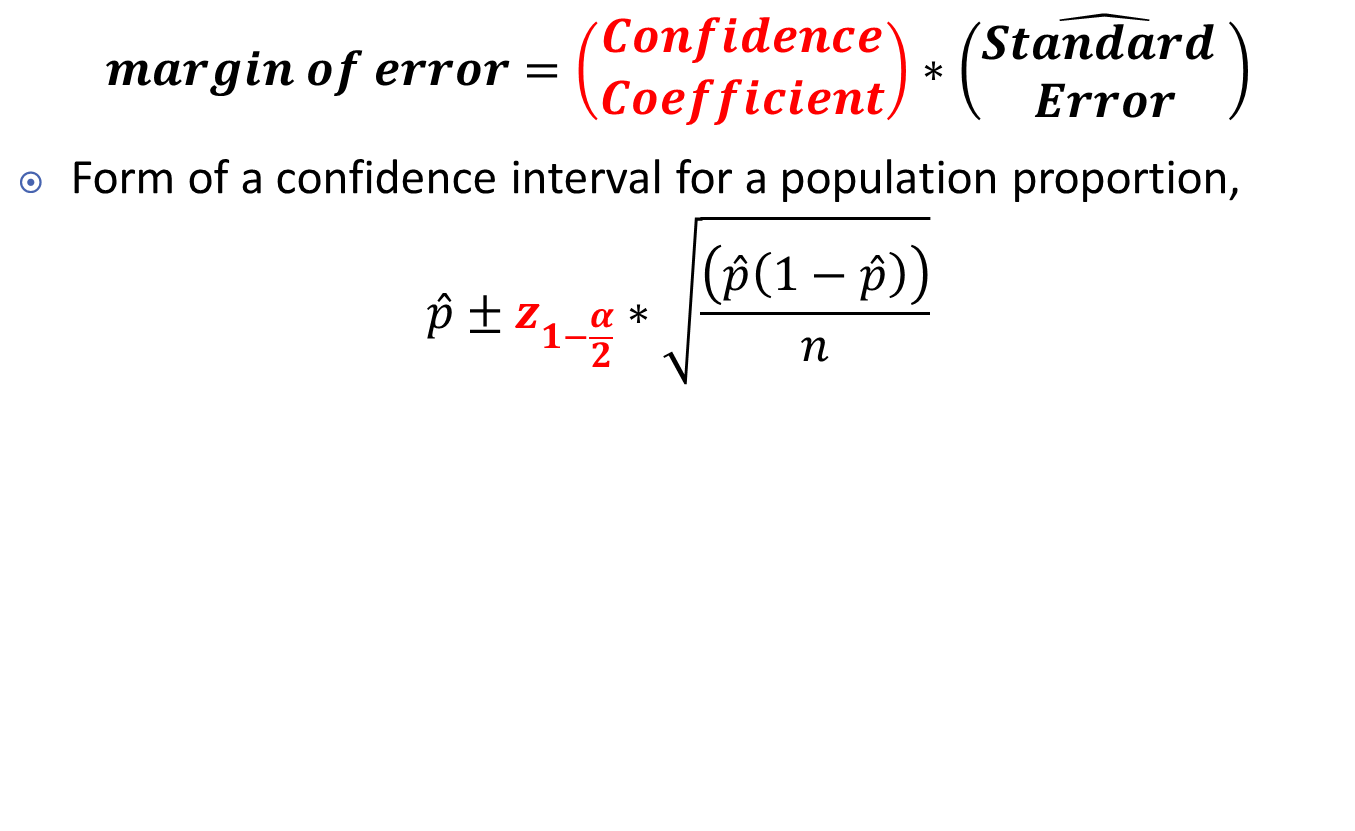 margin of error = (Confidence Coefficient) * (Standard Error)^
⊙ Form of a confidence interval for a population proportion,
p̂ ± z_{1−α/2} * √((p̂(1 − p̂))/n)